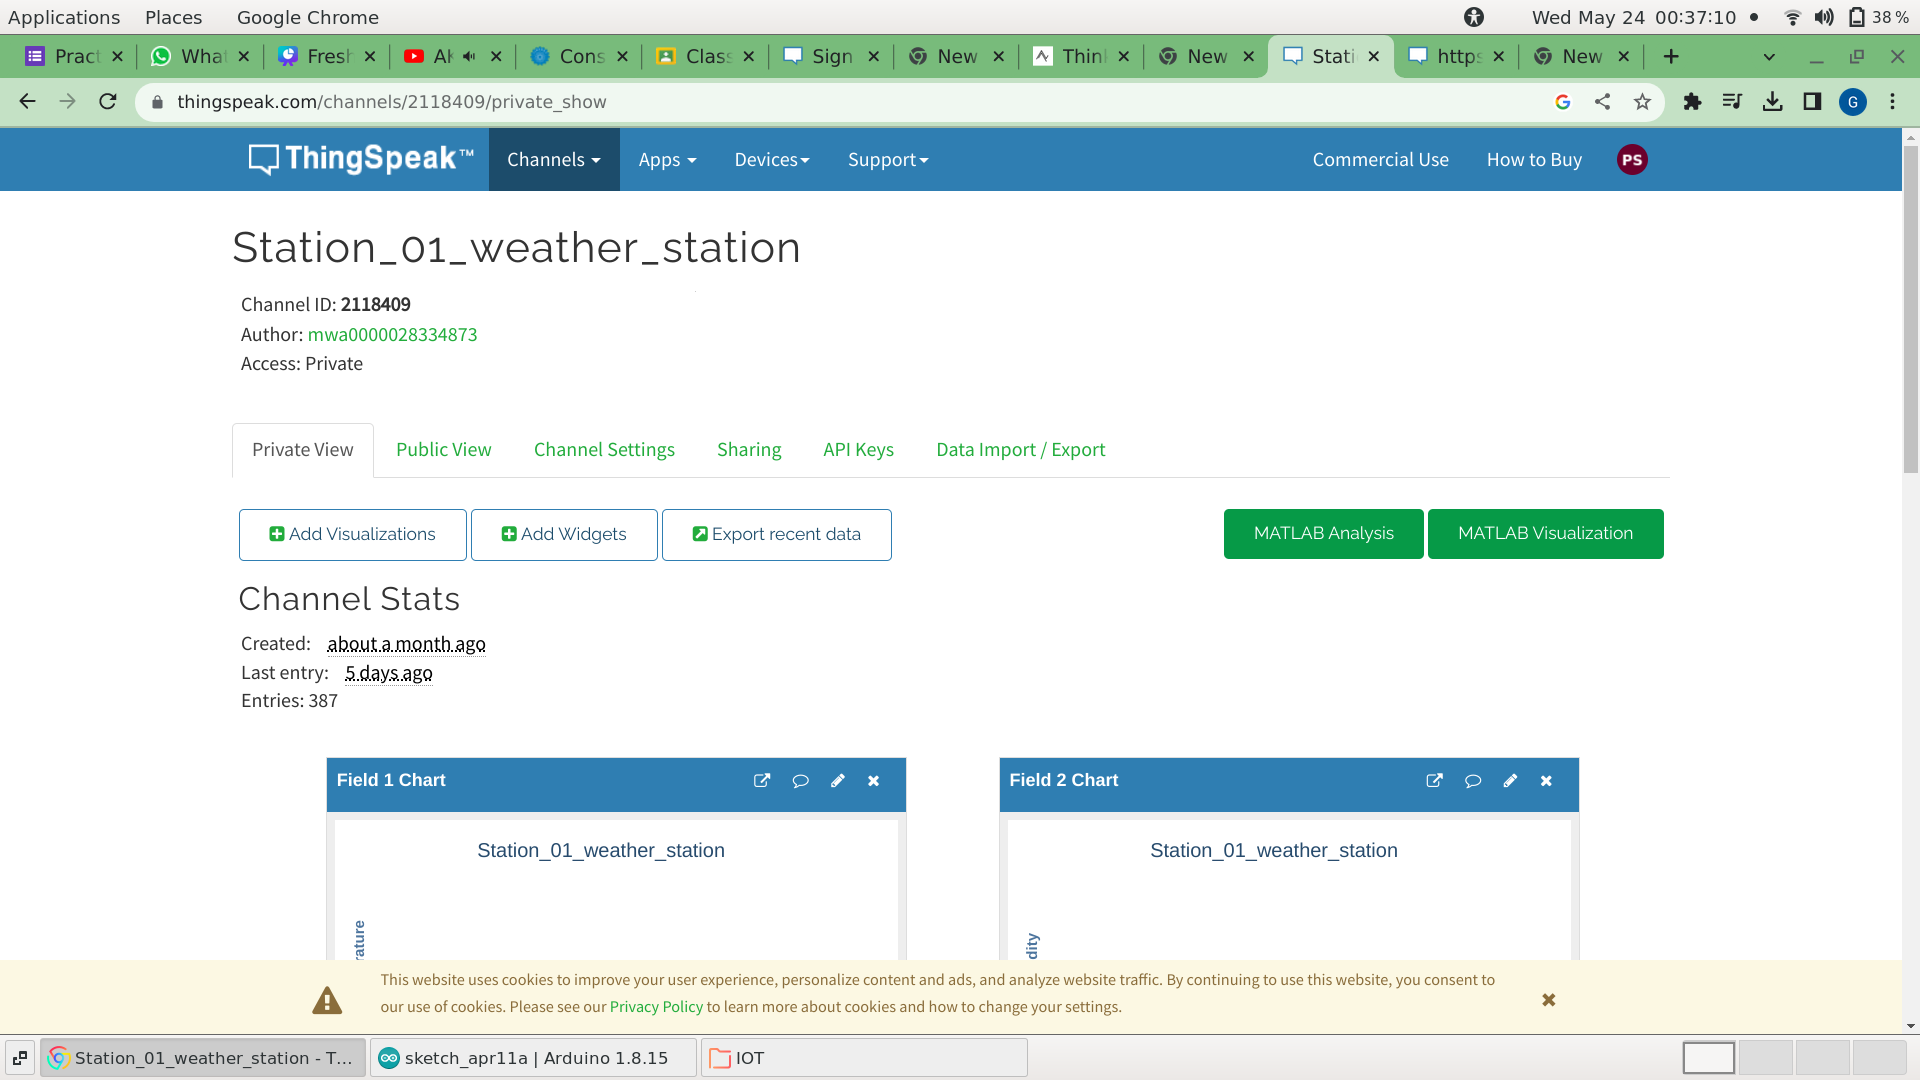 Applications Places Google Chrome Wed May 24 00:37:10 38 %
Pract What Fresh Ak Cons Class Sign New Thin New Stati https New
thingspeak.com/channels/2118409/private_show G
ThingSpeak™ Channels Apps Devices Support Commercial Use How to Buy PS
Station_01_weather_station
Channel ID: 2118409
Author: mwa0000028334873
Access: Private
Private View Public View Channel Settings Sharing API Keys Data Import / Export
Add Visualizations Add Widgets Export recent data MATLAB Analysis MATLAB Visualization
Channel Stats
Created: about a month ago
Last entry: 5 days ago
Entries: 387
Field 1 Chart Field 2 Chart
Station_01_weather_station Station_01_weather_station
rature dity
This website uses cookies to improve your user experience, personalize content and ads, and analyze website traffic. By continuing to use this website, you consent to
our use of cookies. Please see our Privacy Policy to learn more about cookies and how to change your settings.
Station_01_weather_station - T... sketch_apr11a | Arduino 1.8.15 IOT